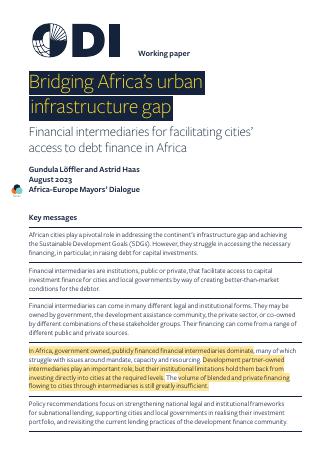 ODI
Working paper
Bridging Africa's urban
infrastructure gap
Financial intermediaries for facilitating cities'
access to debt finance in Africa
Gundula Löffler and Astrid Haas
August 2023
Africa-Europe Mayors' Dialogue
Key messages
African cities play a pivotal role in addressing the continent's infrastructure gap and achieving
the Sustainable Development Goals (SDGs). However, they struggle in accessing the necessary
financing, in particular, in raising debt for capital investments.
Financial intermediaries are institutions, public or private, that facilitate access to capital
investment finance for cities and local governments by way of creating better-than-market
conditions for the debtor.
Financial intermediaries can come in many different legal and institutional forms. They may be
owned by government, the development assistance community, the private sector, or co-owned
by different combinations of these stakeholder groups. Their financing can come from a range of
different public and private sources.
In Africa, government owned, publicly financed financial intermediaries dominate, many of which
struggle with issues around mandate, capacity and resourcing. Development partner-owned
intermediaries play an important role, but their institutional limitations hold them back from
investing directly into cities at the required levels. The volume of blended and private financing
flowing to cities through intermediaries is still greatly insufficient.
Policy recommendations focus on strengthening national legal and institutional frameworks
for subnational lending, supporting cities and local governments in realising their investment
portfolio, and revisiting the current lending practices of the development finance community.